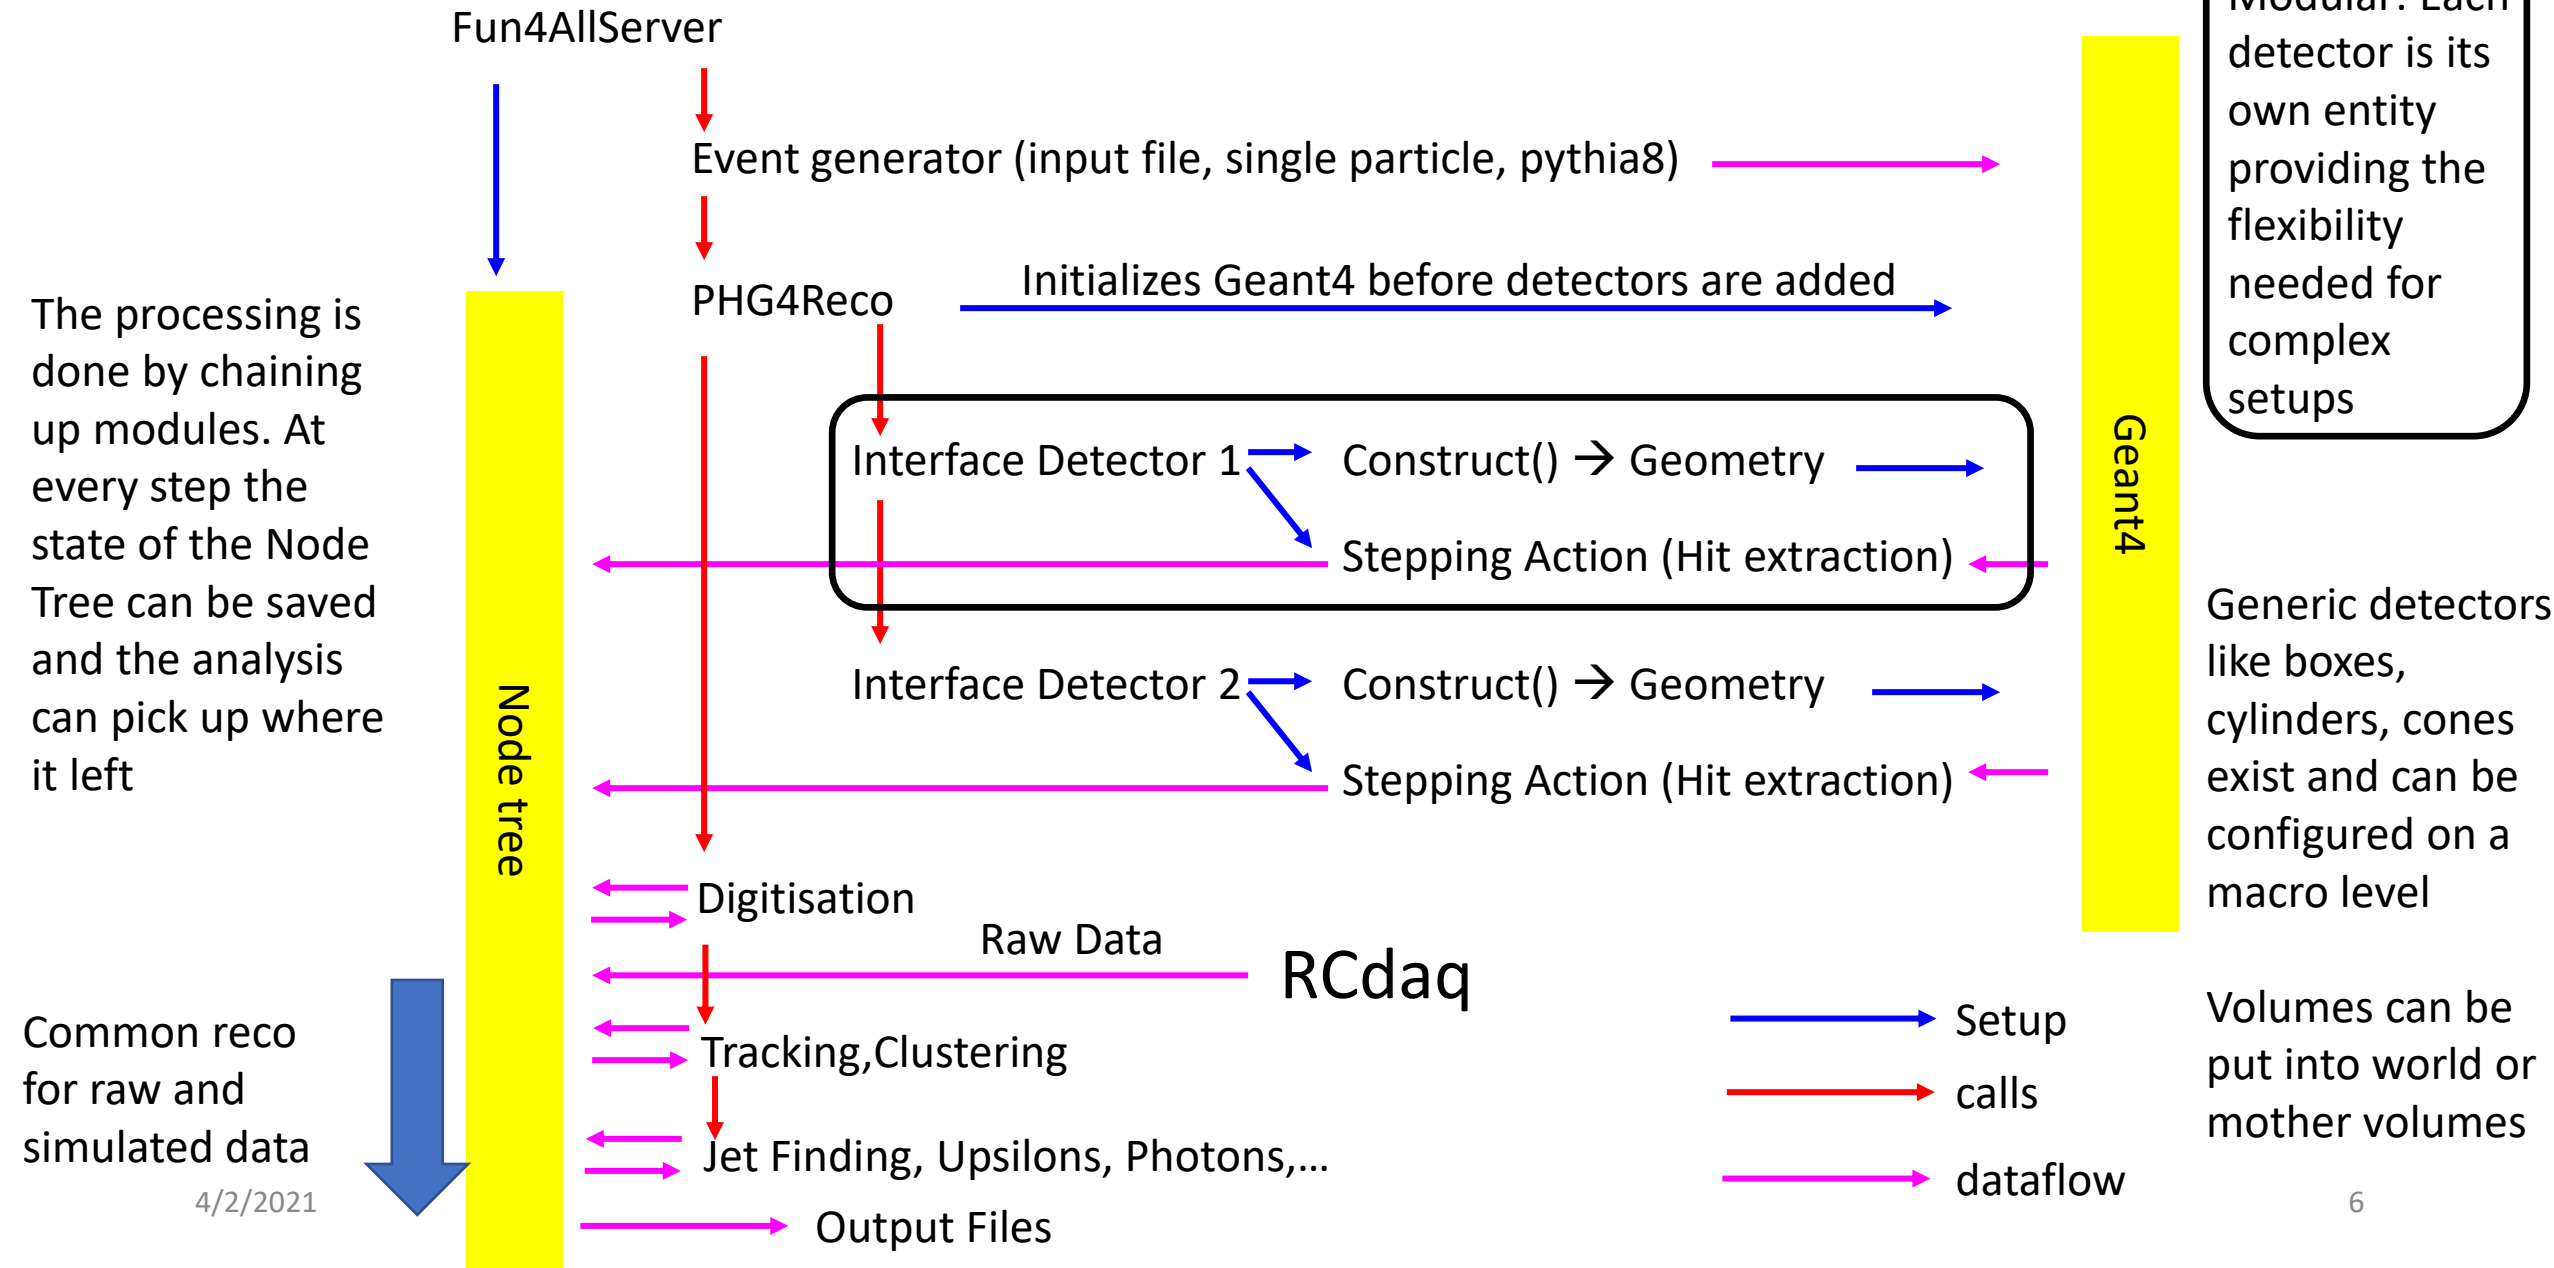 Fun4AllServer
Event generator (input file, single particle, pythia8)
PHG4Reco
Initializes Geant4 before detectors are added
The processing is
done by chaining
up modules. At
every step the
state of the Node
Tree can be saved
and the analysis
can pick up where
it left
Node tree
Interface Detector 1
Construct() → Geometry
Stepping Action (Hit extraction)
Interface Detector 2
Construct() → Geometry
Stepping Action (Hit extraction)
Geant4
Modular: Each
detector is its
own entity
providing the
flexibility
needed for
complex
setups
Generic detectors
like boxes,
cylinders, cones
exist and can be
configured on a
macro level
Volumes can be
put into world or
mother volumes
Digitisation
Raw Data
RCdaq
Tracking,Clustering
Jet Finding, Upsilons, Photons,...
Output Files
Common reco
for raw and
simulated data
Setup
calls
dataflow
4/2/2021
6